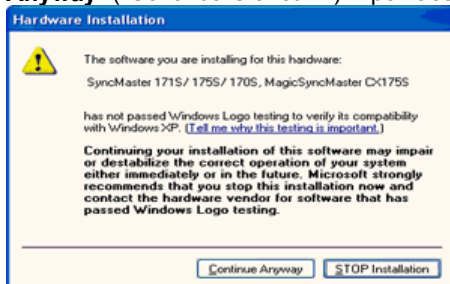 Anyway
Hardware Installation
The software you are installing for this hardware:
SyncMaster 171S/ 175S/ 170S, MagicSyncMaster CX175S
has not passed Windows Logo testing to verify its compatibility
with Windows XP. (Tell me why this testing is important.)
Continuing your installation of this software may impair
or destabilize the correct operation of your system
either immediately or in the future. Microsoft strongly
recommends that you stop this installation now and
contact the hardware vendor for software that has
passed Windows Logo testing.
Continue Anyway
STOP Installation